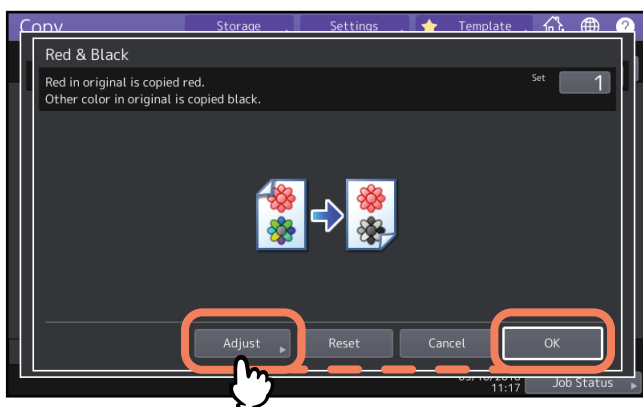 Copy
Storage
Settings
Template
?
Red & Black
Red in original is copied red.
Other color in original is copied black.
Set
1
Adjust
Reset
Cancel
OK
11:17
Job Status